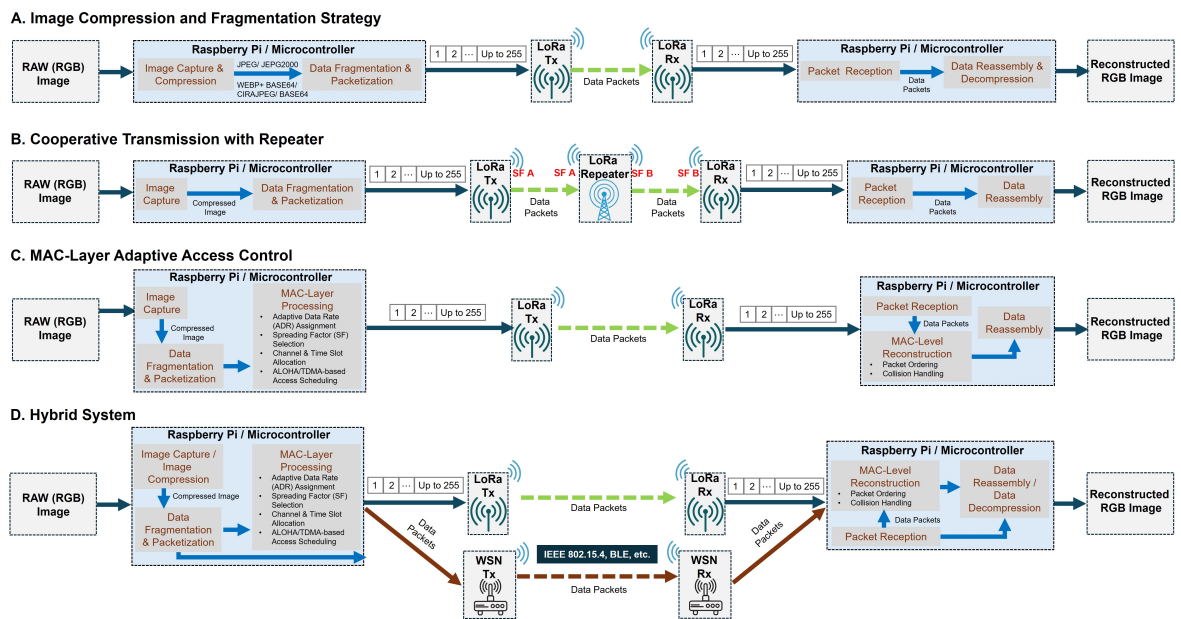 A. Image Compression and Fragmentation Strategy
RAW (RGB)
Image
Raspberry Pi / Microcontroller
Image Capture &
Compression
JPEG/ JEPG2000
WEBP+ BASE64/
CIRAJPEG/ BASE64
Data Fragmentation &
Packetization
1 2 ... Up to 255
LoRa
Tx
Data Packets
LoRa
Rx
1 2 ... Up to 255
Raspberry Pi / Microcontroller
Packet Reception
Data
Packets
Data Reassembly &
Decompression
Reconstructed
RGB Image
B. Cooperative Transmission with Repeater
RAW (RGB)
Image
Raspberry Pi / Microcontroller
Image
Capture
Compressed
Image
Data Fragmentation
& Packetization
1 2 ... Up to 255
LoRa
Tx
SF A
Data
Packets
SF A
LoRa
Repeater
SF B
Data
Packets
SF B
LoRa
Rx
1 2 ... Up to 255
Raspberry Pi / Microcontroller
Packet
Reception
Data
Packets
Data
Reassembly
Reconstructed
RGB Image
C. MAC-Layer Adaptive Access Control
RAW (RGB)
Image
Raspberry Pi / Microcontroller
Image
Capture
Compressed
Image
Data
Fragmentation
& Packetization
MAC-Layer
Processing
• Adaptive Data Rate
(ADR) Assignment
• Spreading Factor (SF)
Selection
• Channel & Time Slot
Allocation
• ALOHA/TDMA-based
Access Scheduling
1 2 ... Up to 255
LoRa
Tx
Data Packets
LoRa
Rx
1 2 ... Up to 255
Raspberry Pi / Microcontroller
Packet Reception
Data Packets
MAC-Level
Reconstruction
• Packet Ordering
• Collision Handling
Data
Reassembly
Reconstructed
RGB Image
D. Hybrid System
RAW (RGB)
Image
Raspberry Pi / Microcontroller
Image Capture /
Image
Compression
Compressed Image
Data
Fragmentation
& Packetization
MAC-Layer
Processing
• Adaptive Data Rate
(ADR) Assignment
• Spreading Factor (SF)
Selection
• Channel & Time Slot
Allocation
• ALOHA/TDMA-based
Access Scheduling
1 2 ... Up to 255
Data
Packets
LoRa
Tx
Data Packets
LoRa
Rx
1 2 ... Up to 255
WSN
Tx
IEEE 802.15.4, BLE, etc.
Data Packets
WSN
Rx
Data
Packets
Raspberry Pi / Microcontroller
MAC-Level
Reconstruction
• Packet Ordering
• Collision Handling
Data Packets
Packet Reception
Data
Reassembly /
Data
Decompression
Reconstructed
RGB Image